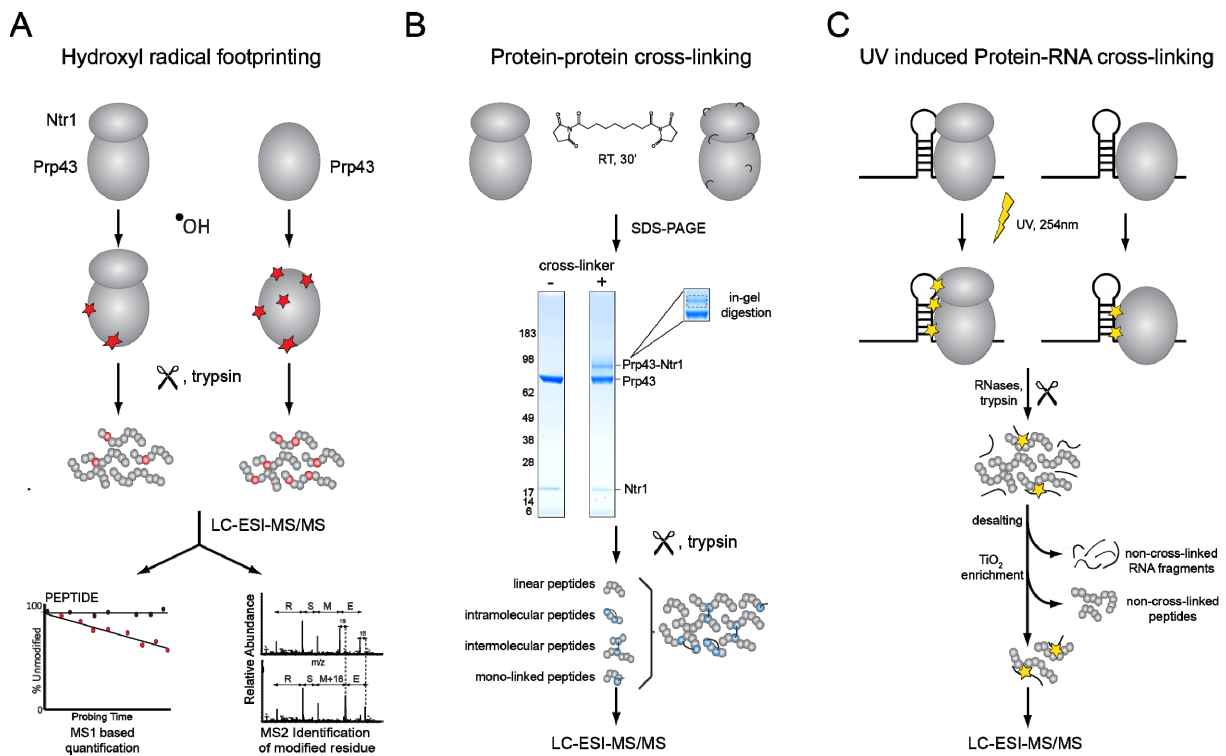 A
Hydroxyl radical footprinting
Ntr1
Prp43
Prp43
•OH
, trypsin
LC-ESI-MS/MS
PEPTIDE
100
% Unmodified
0
Probing Time
MS1 based
quantification
Relative Abundance
R S M E
16
16
m/z
R S M+16 E
MS2 Identification
of modified residue
B
Protein-protein cross-linking
O
O
O
O
N
N
O
O
O
O
RT, 30'
SDS-PAGE
cross-linker
- +
in-gel
digestion
183
98
62
49
38
28
17
14
6
Prp43-Ntr1
Prp43
Ntr1
, trypsin
linear peptides
intramolecular peptides
intermolecular peptides
mono-linked peptides
LC-ESI-MS/MS
C
UV induced Protein-RNA cross-linking
UV, 254nm
RNases,
trypsin
desalting
TiO2
enrichment
non-cross-linked
RNA fragments
non-cross-linked
peptides
LC-ESI-MS/MS